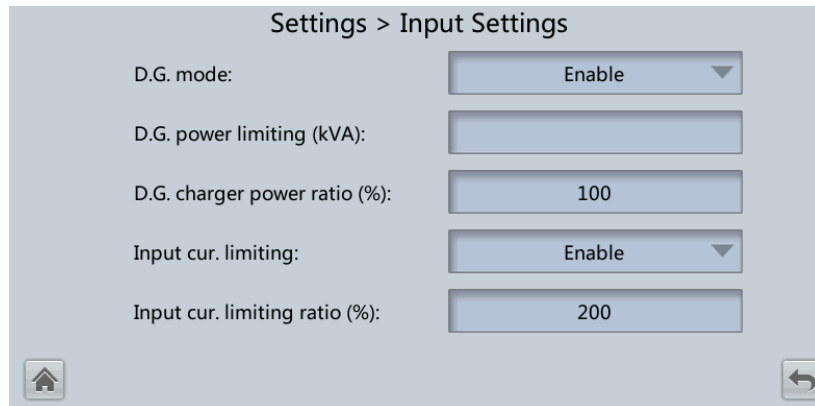 Settings > Input Settings
D.G. mode: Enable
D.G. power limiting (kVA):
D.G. charger power ratio (%): 100
Input cur. limiting: Enable
Input cur. limiting ratio (%): 200